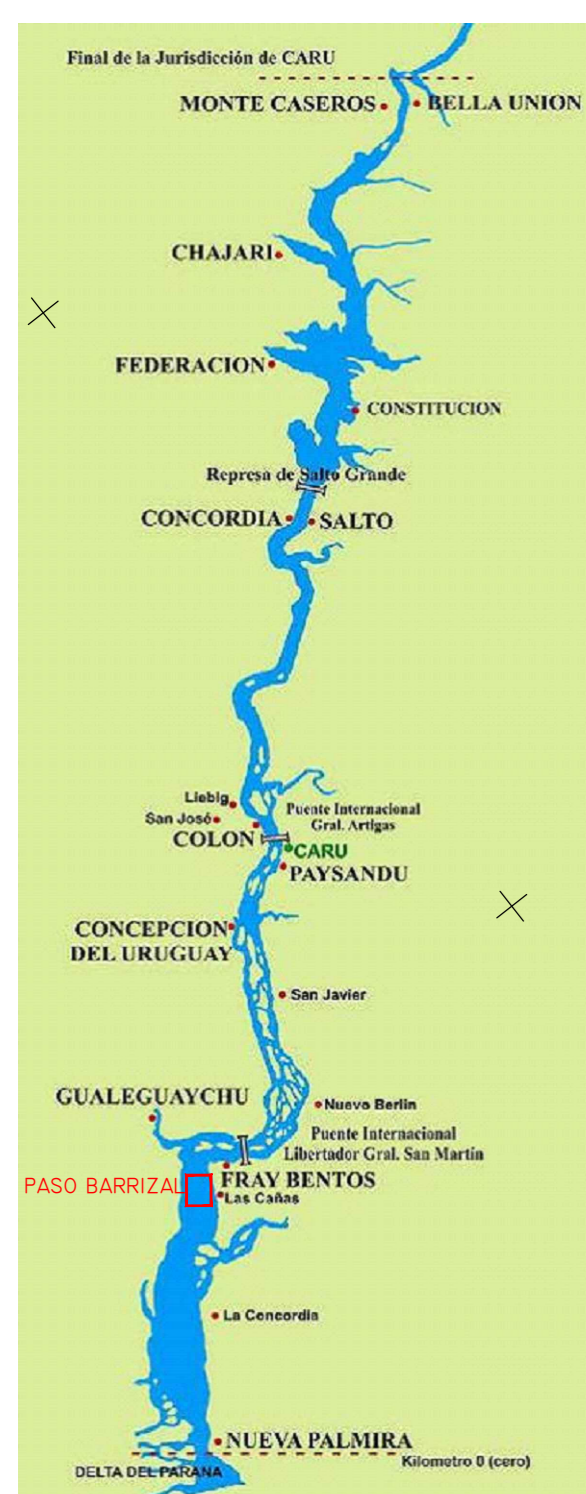 Final de la Jurisdicción de CARU
MONTE CASEROS
BELLA UNION
CHAJARI
FEDERACION
CONSTITUCION
Represa de Salto Grande
CONCORDIA
SALTO
Liebig
San José
Puente Internacional
Gral. Artigas
COLON
CARU
PAYSANDU
CONCEPCION
DEL URUGUAY
San Javier
GUALEGUAYCHU
Nuevo Berlin
Puente Internacional
Libertador Gral. San Martín
FRAY BENTOS
PASO BARRIZAL
Las Cañas
La Concordia
NUEVA PALMIRA
Kilometro 0 (cero)
DELTA DEL PARANA